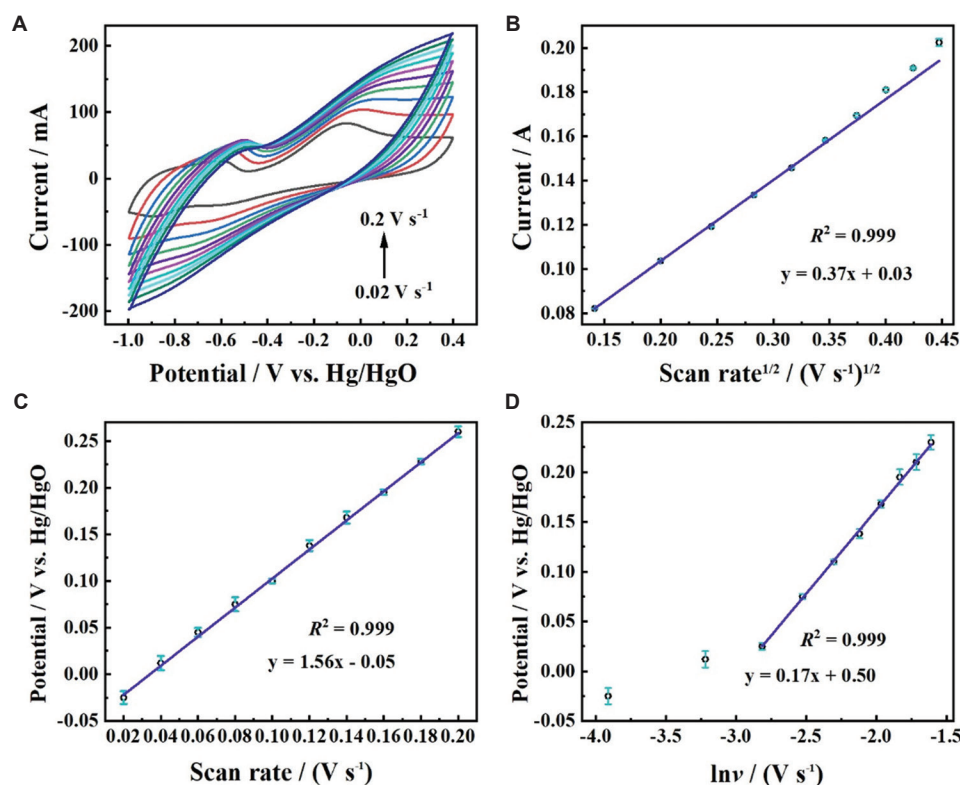 A
200
100
0
-100
-200
Current / mA
0.2 V s⁻¹
0.02 V s⁻¹
-1.0 -0.8 -0.6 -0.4 -0.2 0.0 0.2 0.4
Potential / V vs. Hg/HgO
B
0.20
0.18
0.16
0.14
0.12
0.10
0.08
Current / A
R² = 0.999
y = 0.37x + 0.03
0.15 0.20 0.25 0.30 0.35 0.40 0.45
Scan rate¹ᐟ² / (V s⁻¹)¹ᐟ²
C
0.25
0.20
0.15
0.10
0.05
0.00
-0.05
Potential / V vs. Hg/HgO
R² = 0.999
y = 1.56x - 0.05
0.02 0.04 0.06 0.08 0.10 0.12 0.14 0.16 0.18 0.20
Scan rate / (V s⁻¹)
D
0.25
0.20
0.15
0.10
0.05
0.00
-0.05
Potential / V vs. Hg/HgO
R² = 0.999
y = 0.17x + 0.50
-4.0 -3.5 -3.0 -2.5 -2.0 -1.5
lnν / (V s⁻¹)